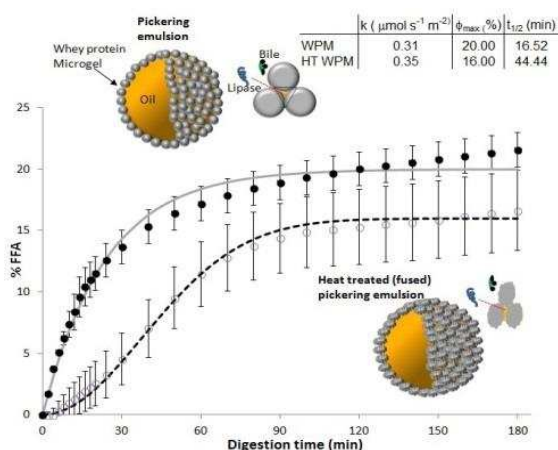 Pickering
emulsion
Whey protein
Microgel
Oil
Bile
Lipase
k ( μmol s⁻¹ m⁻²) ϕmax (%) t1/2 (min)
WPM 0.31 20.00 16.52
HT WPM 0.35 16.00 44.44
% FFA
25
20
15
10
5
0
Heat treated (fused)
pickering emulsion
0 30 60 90 120 150 180
Digestion time (min)